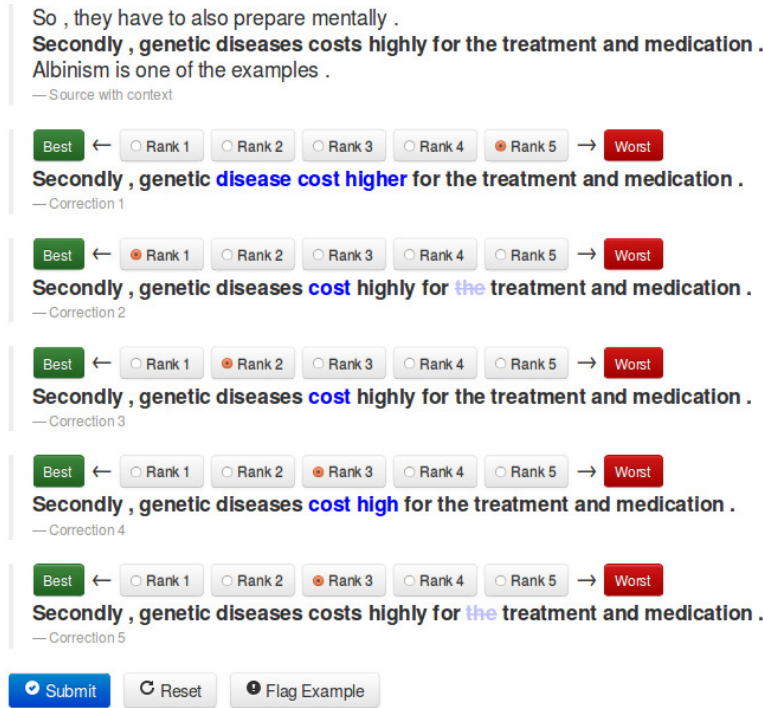 So , they have to also prepare mentally .
Secondly , genetic diseases costs highly for the treatment and medication .
Albinism is one of the examples .
— Source with context
Best ← Rank 1 Rank 2 Rank 3 Rank 4 Rank 5 → Worst
Secondly , genetic disease cost higher for the treatment and medication .
— Correction 1
Best ← Rank 1 Rank 2 Rank 3 Rank 4 Rank 5 → Worst
Secondly , genetic diseases cost highly for the treatment and medication .
— Correction 2
Best ← Rank 1 Rank 2 Rank 3 Rank 4 Rank 5 → Worst
Secondly , genetic diseases cost highly for the treatment and medication .
— Correction 3
Best ← Rank 1 Rank 2 Rank 3 Rank 4 Rank 5 → Worst
Secondly , genetic diseases cost high for the treatment and medication .
— Correction 4
Best ← Rank 1 Rank 2 Rank 3 Rank 4 Rank 5 → Worst
Secondly , genetic diseases costs highly for the treatment and medication .
— Correction 5
Submit Reset Flag Example